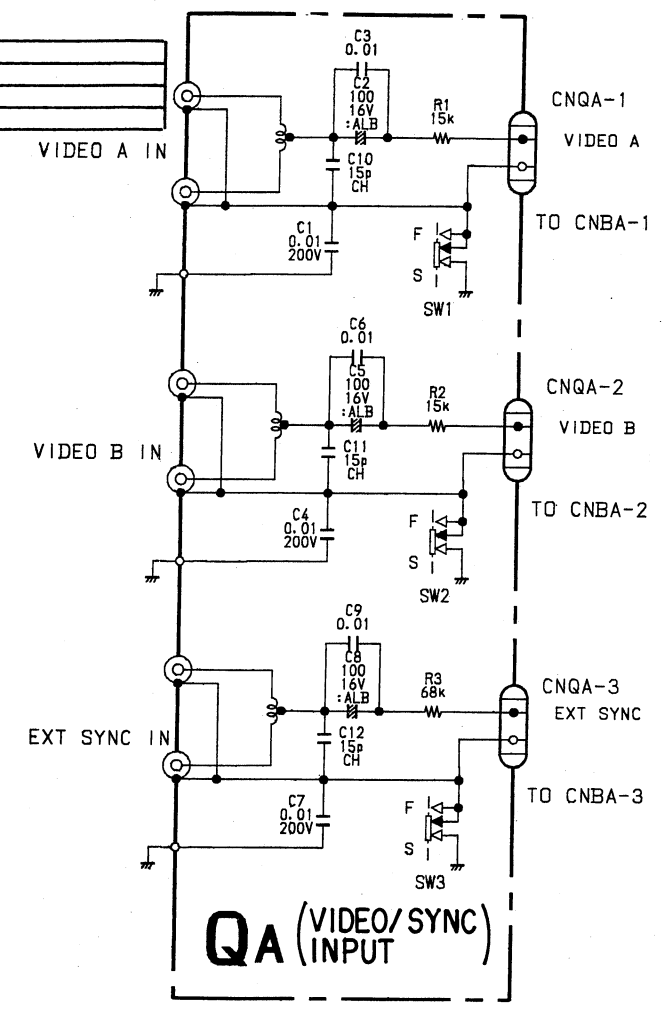 C3
0.01
C2
100
16V
:ALB
R1
15k
CNQA-1
VIDEO A
VIDEO A IN
C10
15p
CH
TO CNBA-1
C1
0.01
200V
F
S
SW1
C6
0.01
C5
100
16V
:ALB
R2
15k
CNQA-2
VIDEO B
VIDEO B IN
C11
15p
CH
TO CNBA-2
C4
0.01
200V
F
S
SW2
C9
0.01
C8
100
16V
:ALB
R3
68k
CNQA-3
EXT SYNC
EXT SYNC IN
C12
15p
CH
TO CNBA-3
C7
0.01
200V
F
S
SW3
QA (VIDEO/SYNC
INPUT)